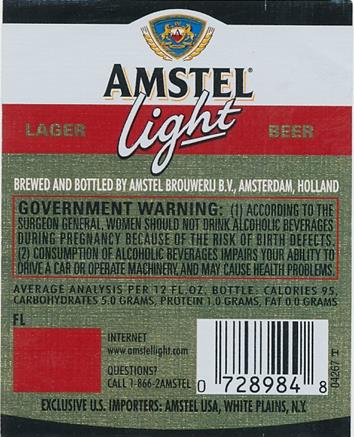 AMSTEL®
light
LAGER BEER
BREWED AND BOTTLED BY AMSTEL BROUWERIJ B.V., AMSTERDAM, HOLLAND
GOVERNMENT WARNING: (1) ACCORDING TO THE
SURGEON GENERAL, WOMEN SHOULD NOT DRINK ALCOHOLIC BEVERAGES
DURING PREGNANCY BECAUSE OF THE RISK OF BIRTH DEFECTS.
(2) CONSUMPTION OF ALCOHOLIC BEVERAGES IMPAIRS YOUR ABILITY TO
DRIVE A CAR OR OPERATE MACHINERY, AND MAY CAUSE HEALTH PROBLEMS.
AVERAGE ANALYSIS PER 12 FL.OZ. BOTTLE: CALORIES 95,
CARBOHYDRATES 5.0 GRAMS, PROTEIN 1.0 GRAMS, FAT 0.0 GRAMS
FL
INTERNET
www.amstellight.com
QUESTIONS?
CALL 1-866-2AMSTEL
0 728984 8
04267 T
EXCLUSIVE U.S. IMPORTERS: AMSTEL USA, WHITE PLAINS, N.Y.